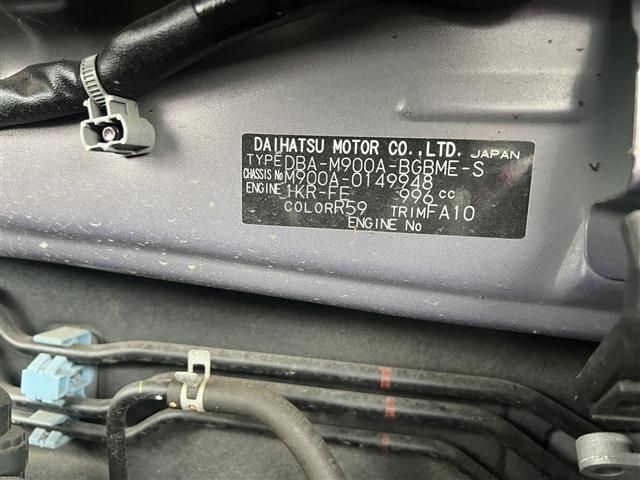 DAIHATSU MOTOR CO.,LTD. JAPAN
TYPE DBA-M900A-BGBME-S
CHASSIS No M900A-0149948
ENGINE 1KR-FE -996 cc
COLOR R59 TRIM FA10
ENGINE No